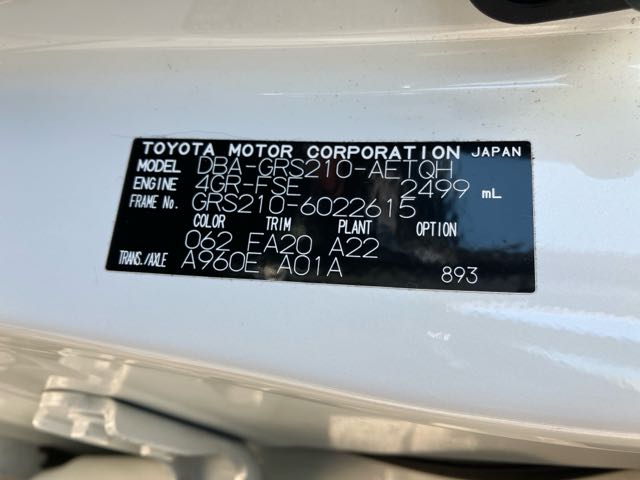 TOYOTA MOTOR CORPORATION JAPAN
MODEL DBA-GRS210-AETQH
ENGINE 4GR-FSE 2499 mL
FRAME No. GRS210-6022615
COLOR TRIM PLANT OPTION
062 FA20 A22
TRANS./AXLE A960E A01A 893